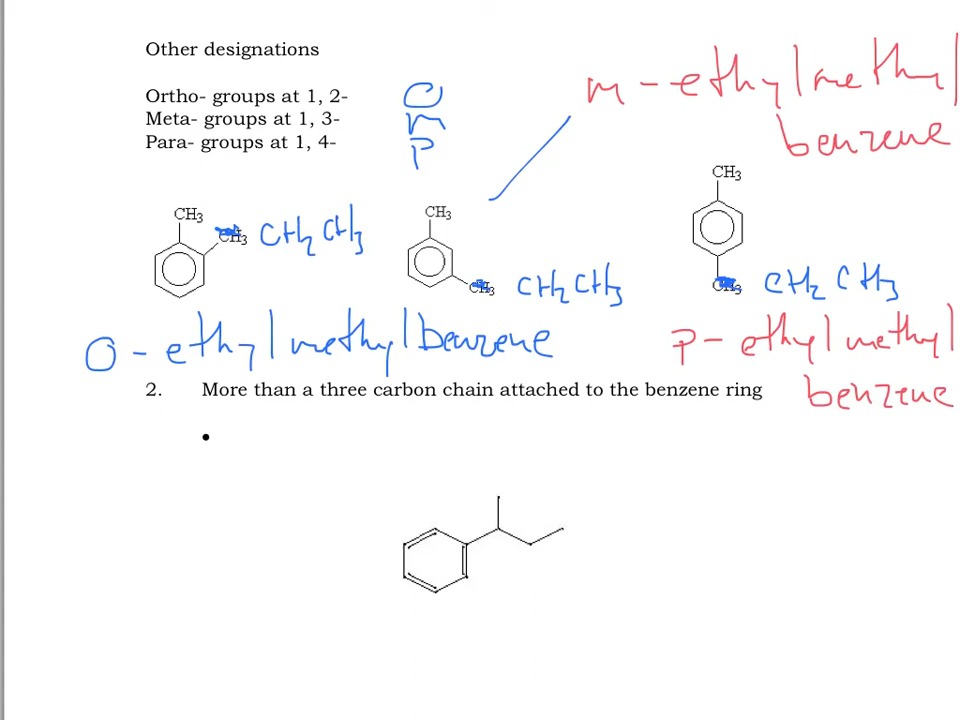 Other designations
Ortho- groups at 1, 2- O
Meta- groups at 1, 3- m
Para- groups at 1, 4- P
m-ethylmethyl
benzene
CH3
CH3 CH2CH3
CH3
CH3 CH2CH3
CH3
CH3 CH2CH3
O-ethylmethylbenzene
P-ethylmethyl
benzene
2. More than a three carbon chain attached to the benzene ring
•